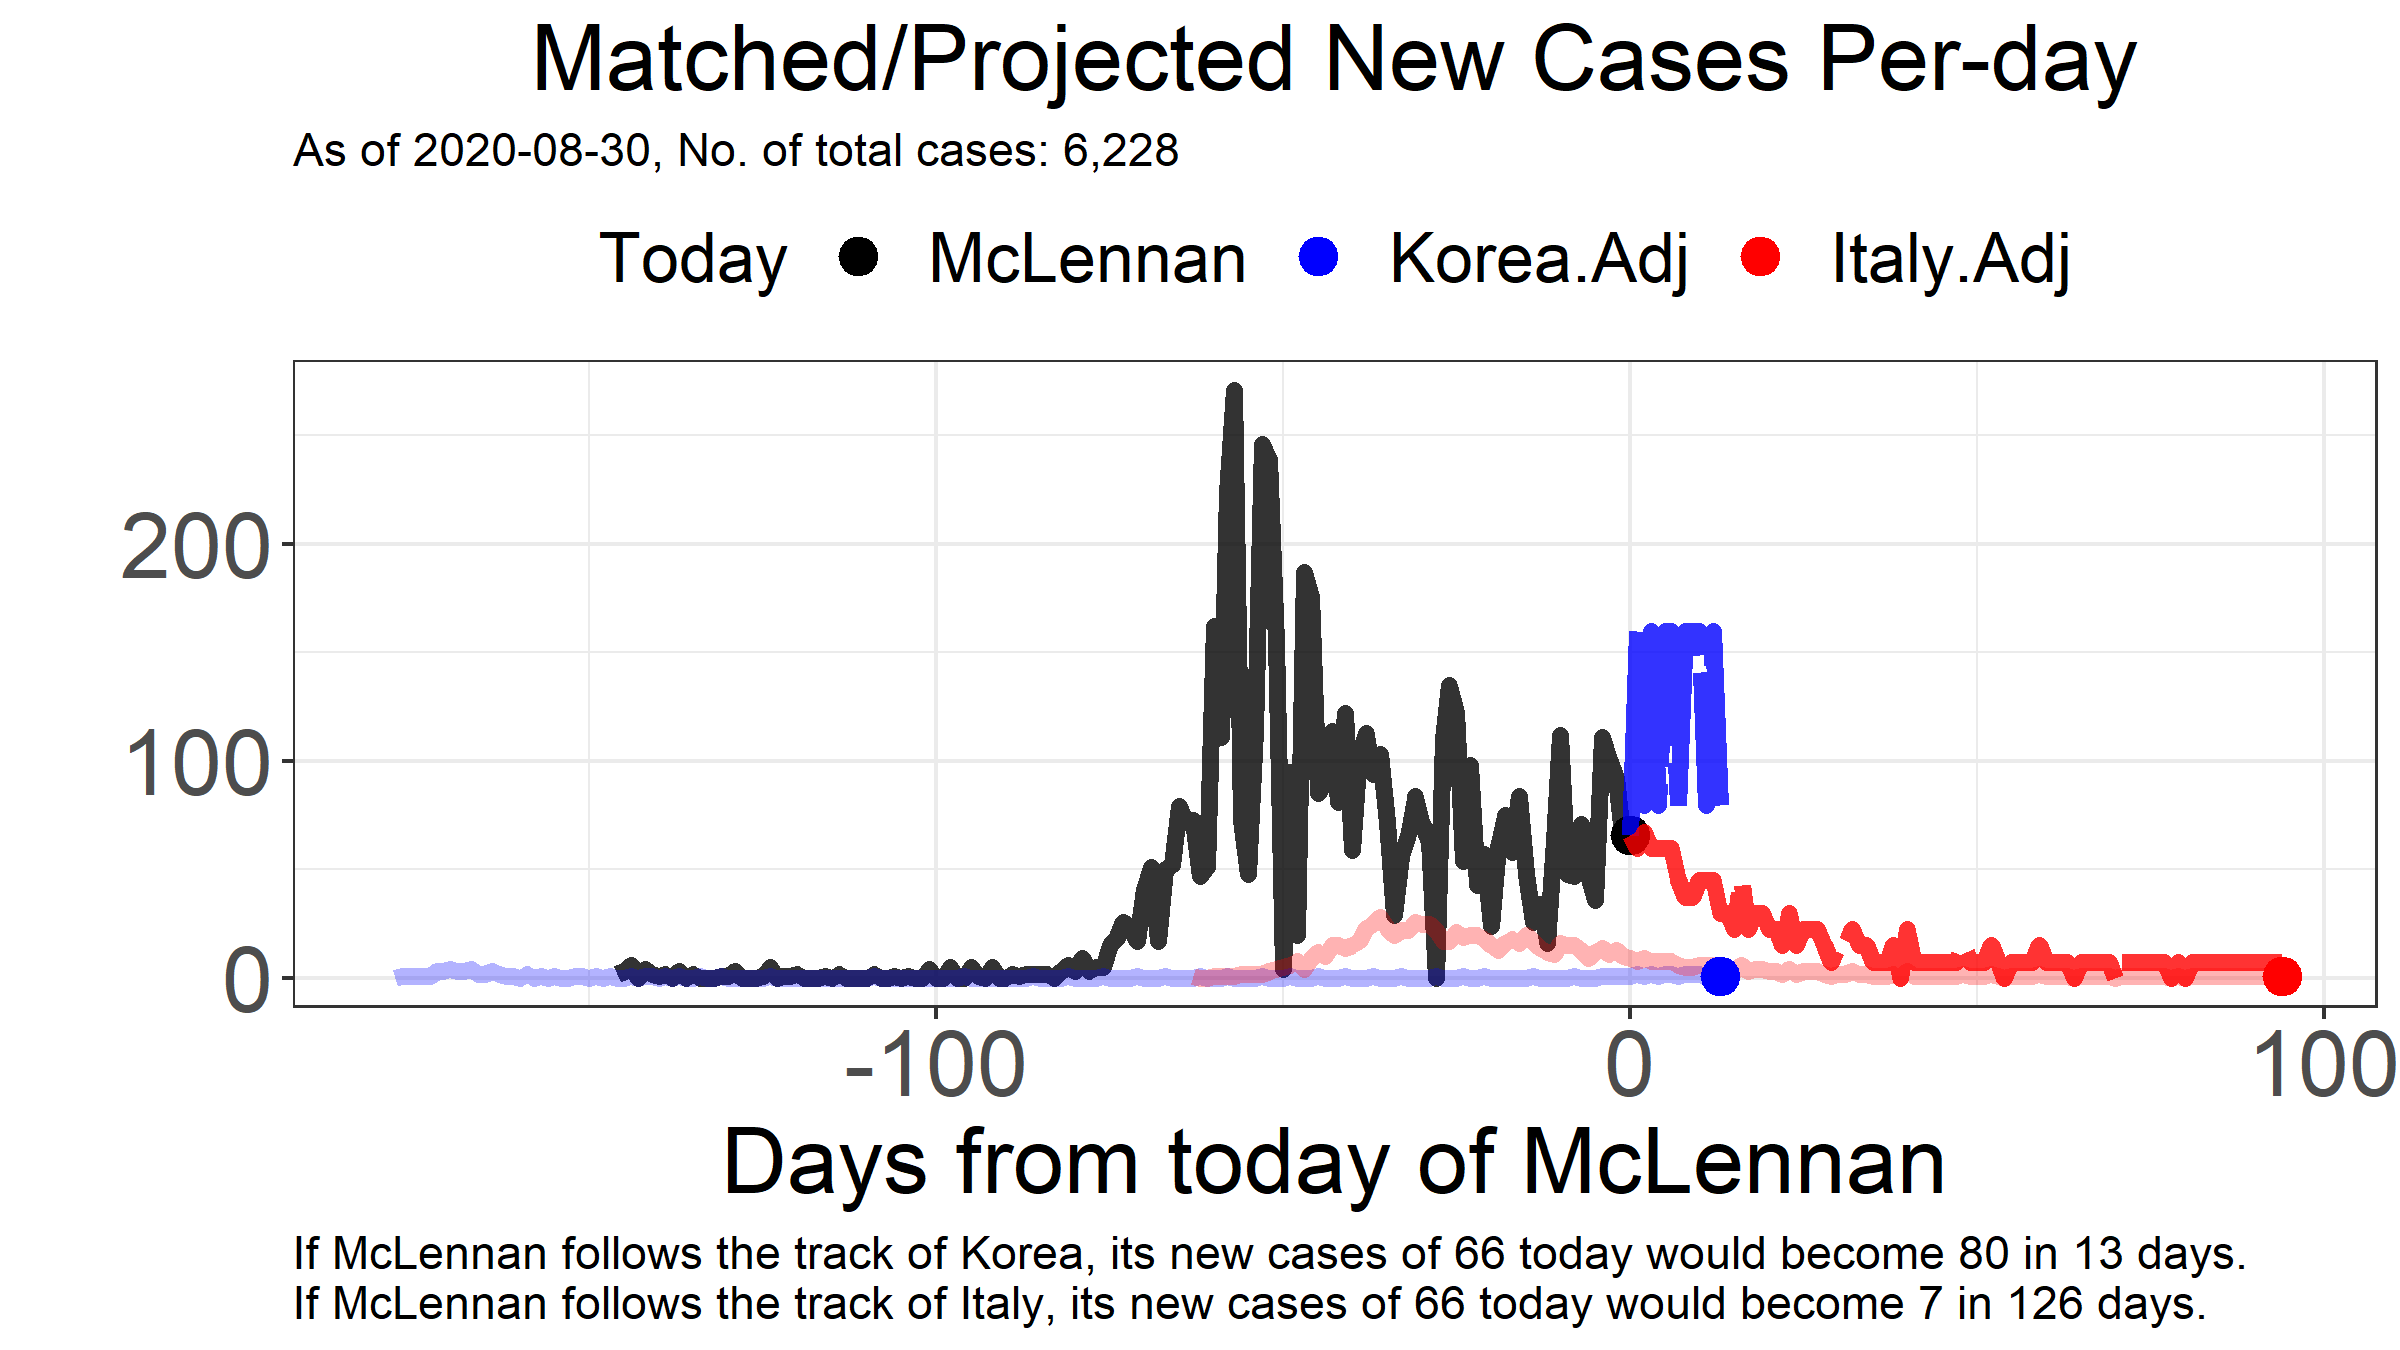 Matched/Projected New Cases Per-day
As of 2020-08-30, No. of total cases: 6,228
Today McLennan Korea.Adj Italy.Adj
200
100
0
-100 0 100
Days from today of McLennan
If McLennan follows the track of Korea, its new cases of 66 today would become 80 in 13 days.
If McLennan follows the track of Italy, its new cases of 66 today would become 7 in 126 days.